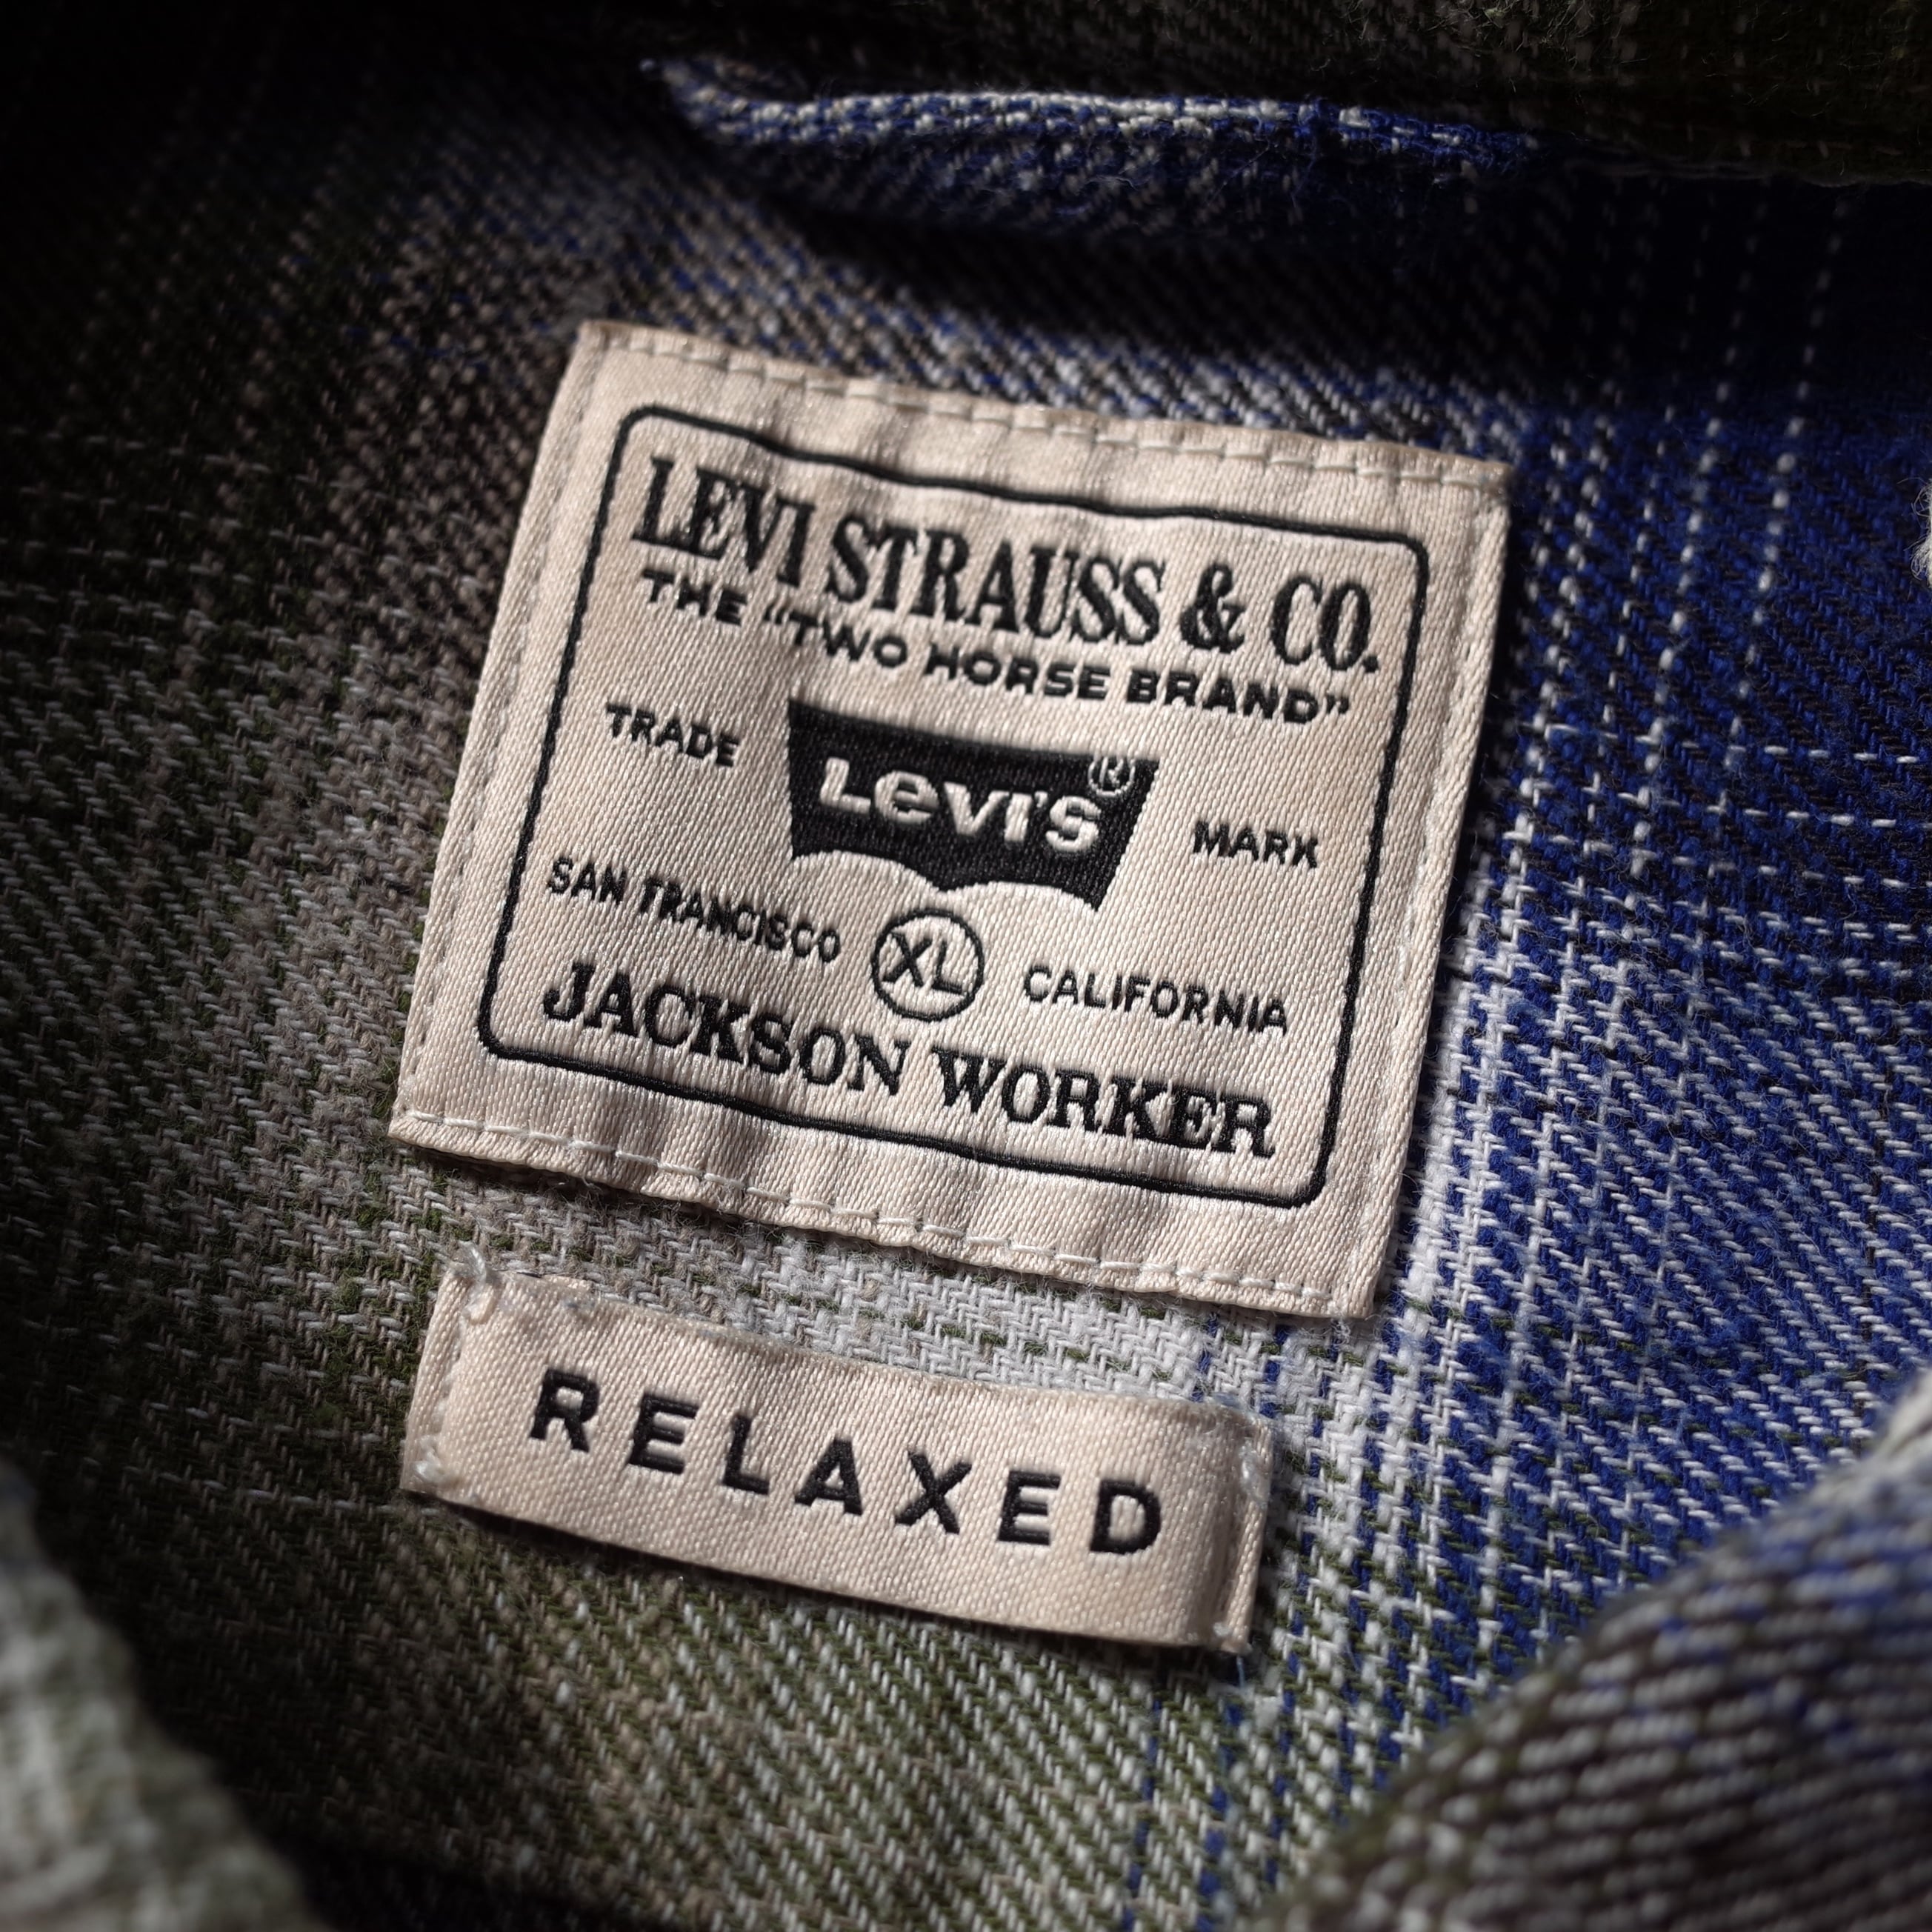 LEVI STRAUSS & CO.
THE "TWO HORSE BRAND"
TRADE Levi's® MARK
SAN FRANCISCO XL CALIFORNIA
JACKSON WORKER
RELAXED